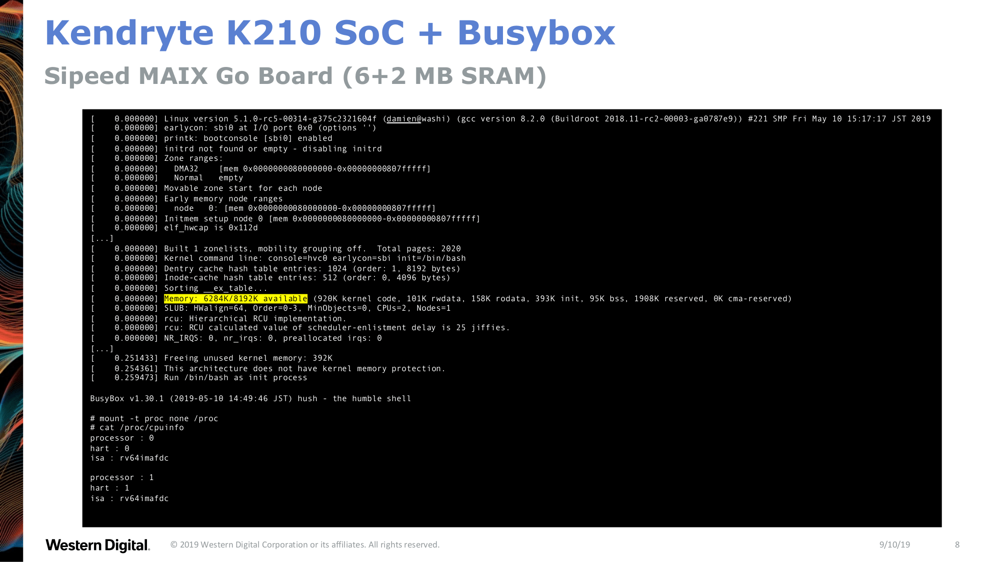 Kendryte K210 SoC + Busybox
Sipeed MAIX Go Board (6+2 MB SRAM)
[    0.000000] Linux version 5.1.0-rc5-00314-g375c2321604f (damien@washi) (gcc version 8.2.0 (Buildroot 2018.11-rc2-00003-ga0787e9)) #221 SMP Fri May 10 15:17:17 JST 2019
[    0.000000] earlycon: sbi0 at I/O port 0x0 (options '')
[    0.000000] printk: bootconsole [sbi0] enabled
[    0.000000] initrd not found or empty - disabling initrd
[    0.000000] Zone ranges:
[    0.000000]   DMA32    [mem 0x0000000080000000-0x00000000807fffff]
[    0.000000]   Normal   empty
[    0.000000] Movable zone start for each node
[    0.000000] Early memory node ranges
[    0.000000]   node   0: [mem 0x0000000080000000-0x00000000807fffff]
[    0.000000] Initmem setup node 0 [mem 0x0000000080000000-0x00000000807fffff]
[    0.000000] elf_hwcap is 0x112d
[...]
[    0.000000] Built 1 zonelists, mobility grouping off.  Total pages: 2020
[    0.000000] Kernel command line: console=hvc0 earlycon=sbi init=/bin/bash
[    0.000000] Dentry cache hash table entries: 1024 (order: 1, 8192 bytes)
[    0.000000] Inode-cache hash table entries: 512 (order: 0, 4096 bytes)
[    0.000000] Sorting __ex_table...
[    0.000000] Memory: 6284K/8192K available (920K kernel code, 101K rwdata, 158K rodata, 393K init, 95K bss, 1908K reserved, 0K cma-reserved)
[    0.000000] SLUB: HWalign=64, Order=0-3, MinObjects=0, CPUs=2, Nodes=1
[    0.000000] rcu: Hierarchical RCU implementation.
[    0.000000] rcu: RCU calculated value of scheduler-enlistment delay is 25 jiffies.
[    0.000000] NR_IRQS: 0, nr_irqs: 0, preallocated irqs: 0
[...]
[    0.251433] Freeing unused kernel memory: 392K
[    0.254361] This architecture does not have kernel memory protection.
[    0.259473] Run /bin/bash as init process
BusyBox v1.30.1 (2019-05-10 14:49:46 JST) hush - the humble shell
# mount -t proc none /proc
# cat /proc/cpuinfo
processor : 0
hart : 0
isa : rv64imafdc
processor : 1
hart : 1
isa : rv64imafdc
Western Digital.
© 2019 Western Digital Corporation or its affiliates. All rights reserved.
9/10/19
8